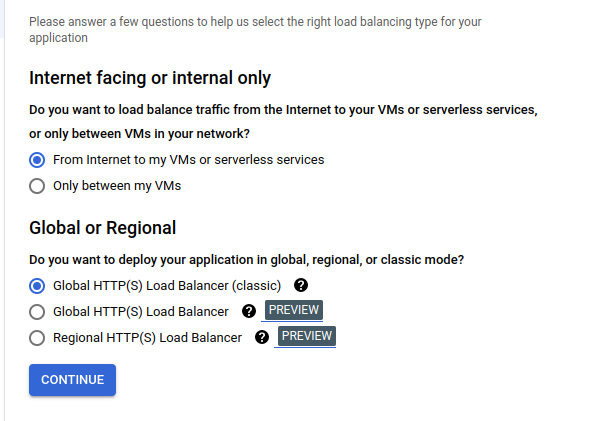 Please answer a few questions to help us select the right load balancing type for your
application
Internet facing or internal only
Do you want to load balance traffic from the Internet to your VMs or serverless services,
or only between VMs in your network?
From Internet to my VMs or serverless services
Only between my VMs
Global or Regional
Do you want to deploy your application in global, regional, or classic mode?
Global HTTP(S) Load Balancer (classic) ?
Global HTTP(S) Load Balancer ? PREVIEW
Regional HTTP(S) Load Balancer ? PREVIEW
CONTINUE